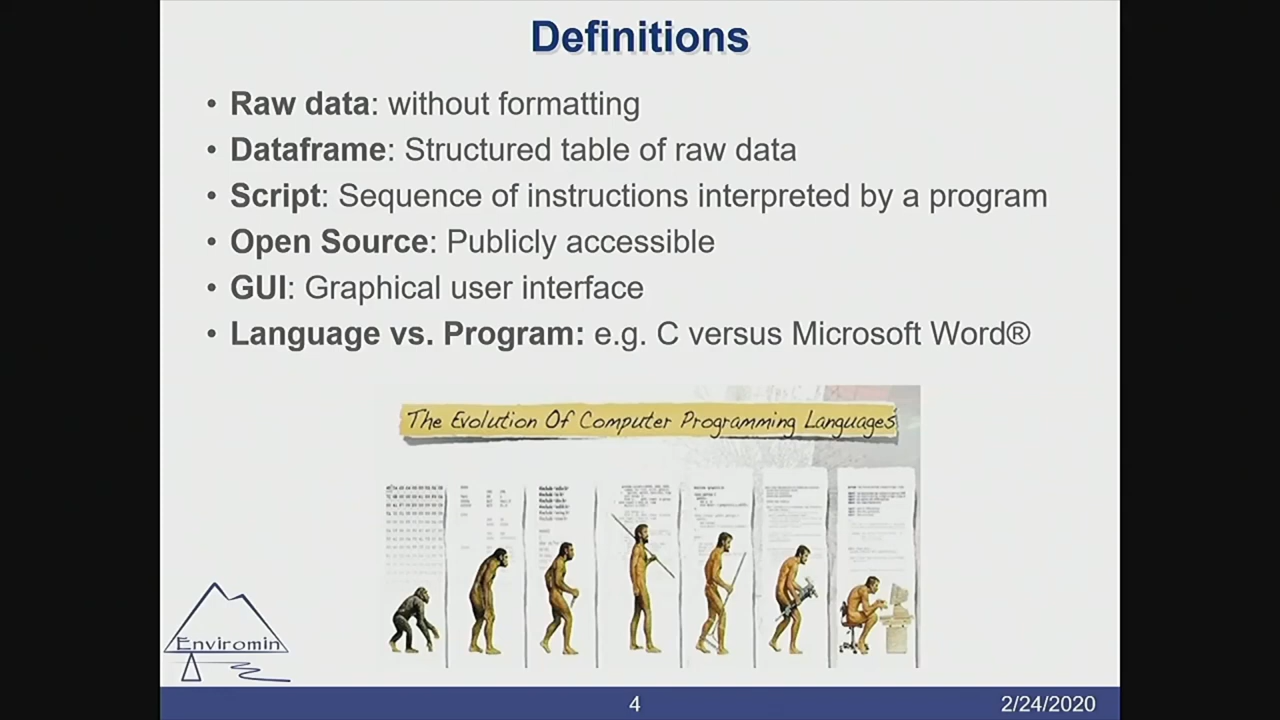 Definitions
• Raw data: without formatting
• Dataframe: Structured table of raw data
• Script: Sequence of instructions interpreted by a program
• Open Source: Publicly accessible
• GUI: Graphical user interface
• Language vs. Program: e.g. C versus Microsoft Word®
The Evolution Of Computer Programming Languages
Enviromin
4
2/24/2020